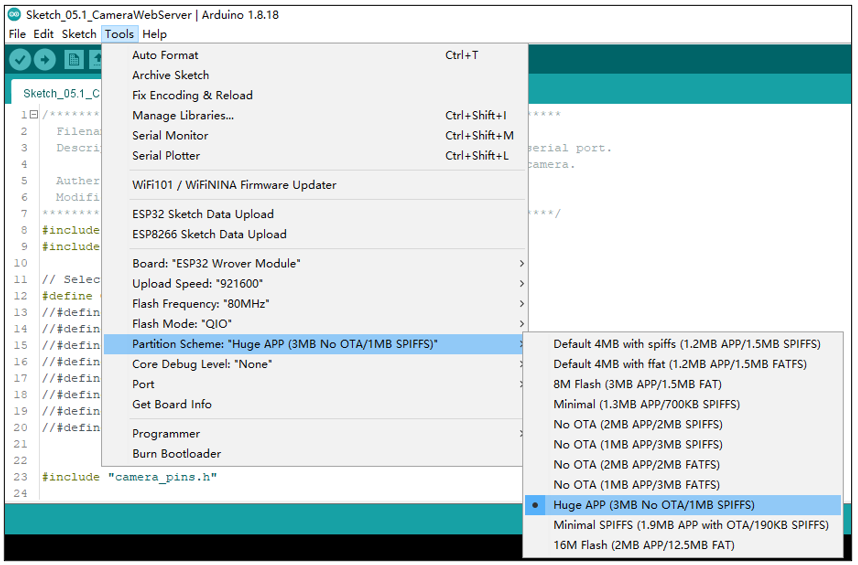 Sketch_05.1_CameraWebServer | Arduino 1.8.18
File Edit Sketch Tools Help
Sketch_05.1_C
Auto Format Ctrl+T
Archive Sketch
Fix Encoding & Reload
Manage Libraries... Ctrl+Shift+I
Serial Monitor Ctrl+Shift+M
Serial Plotter Ctrl+Shift+L
WiFi101 / WiFiNINA Firmware Updater
ESP32 Sketch Data Upload
ESP8266 Sketch Data Upload
Board: "ESP32 Wrover Module"
Upload Speed: "921600"
Flash Frequency: "80MHz"
Flash Mode: "QIO"
Partition Scheme: "Huge APP (3MB No OTA/1MB SPIFFS)"
Core Debug Level: "None"
Port
Get Board Info
Programmer
Burn Bootloader
Default 4MB with spiffs (1.2MB APP/1.5MB SPIFFS)
Default 4MB with ffat (1.2MB APP/1.5MB FATFS)
8M Flash (3MB APP/1.5MB FAT)
Minimal (1.3MB APP/700KB SPIFFS)
No OTA (2MB APP/2MB SPIFFS)
No OTA (1MB APP/3MB SPIFFS)
No OTA (2MB APP/2MB FATFS)
No OTA (1MB APP/3MB FATFS)
Huge APP (3MB No OTA/1MB SPIFFS)
Minimal SPIFFS (1.9MB APP with OTA/190KB SPIFFS)
16M Flash (2MB APP/12.5MB FAT)
1 /******** *****
2 Filena
3 Descrip serial port.
4 camera.
5 Auther
6 Modifi
7 ******** ****/
8 #include
9 #include
10
11 // Selec
12 #define
13 //#defin
14 //#defin
15 //#defin
16 //#defin
17 //#defin
18 //#defin
19 //#defin
20 //#defin
21
22
23 #include "camera_pins.h"
24